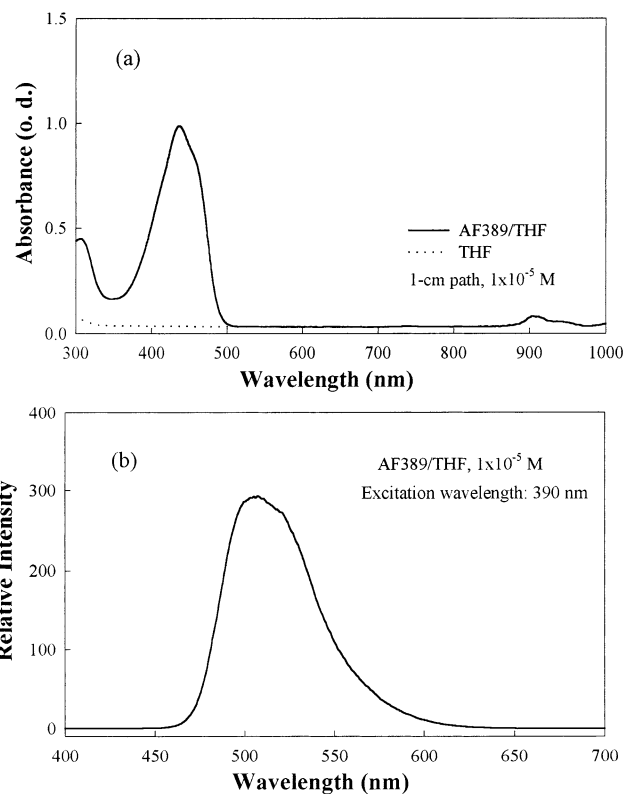 (a)
1.5
1.0
0.5
0.0
Absorbance (o. d.)
AF389/THF
THF
1-cm path, 1x10⁻⁵ M
300 400 500 600 700 800 900 1000
Wavelength (nm)
(b)
400
300
200
100
0
Relative Intensity
AF389/THF, 1x10⁻⁵ M
Excitation wavelength: 390 nm
400 450 500 550 600 650 700
Wavelength (nm)